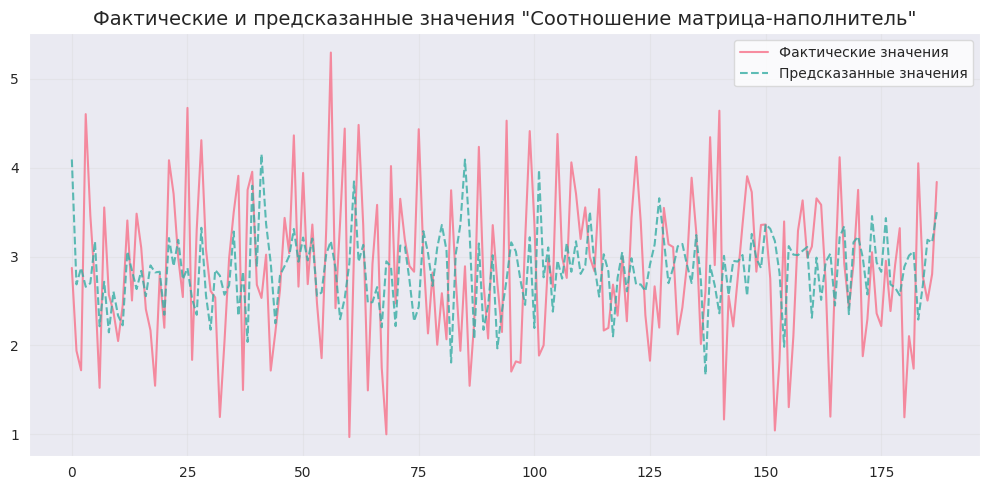 Фактические и предсказанные значения "Соотношение матрица-наполнитель"
Фактические значения
Предсказанные значения
5
4
3
2
1
0 25 50 75 100 125 150 175